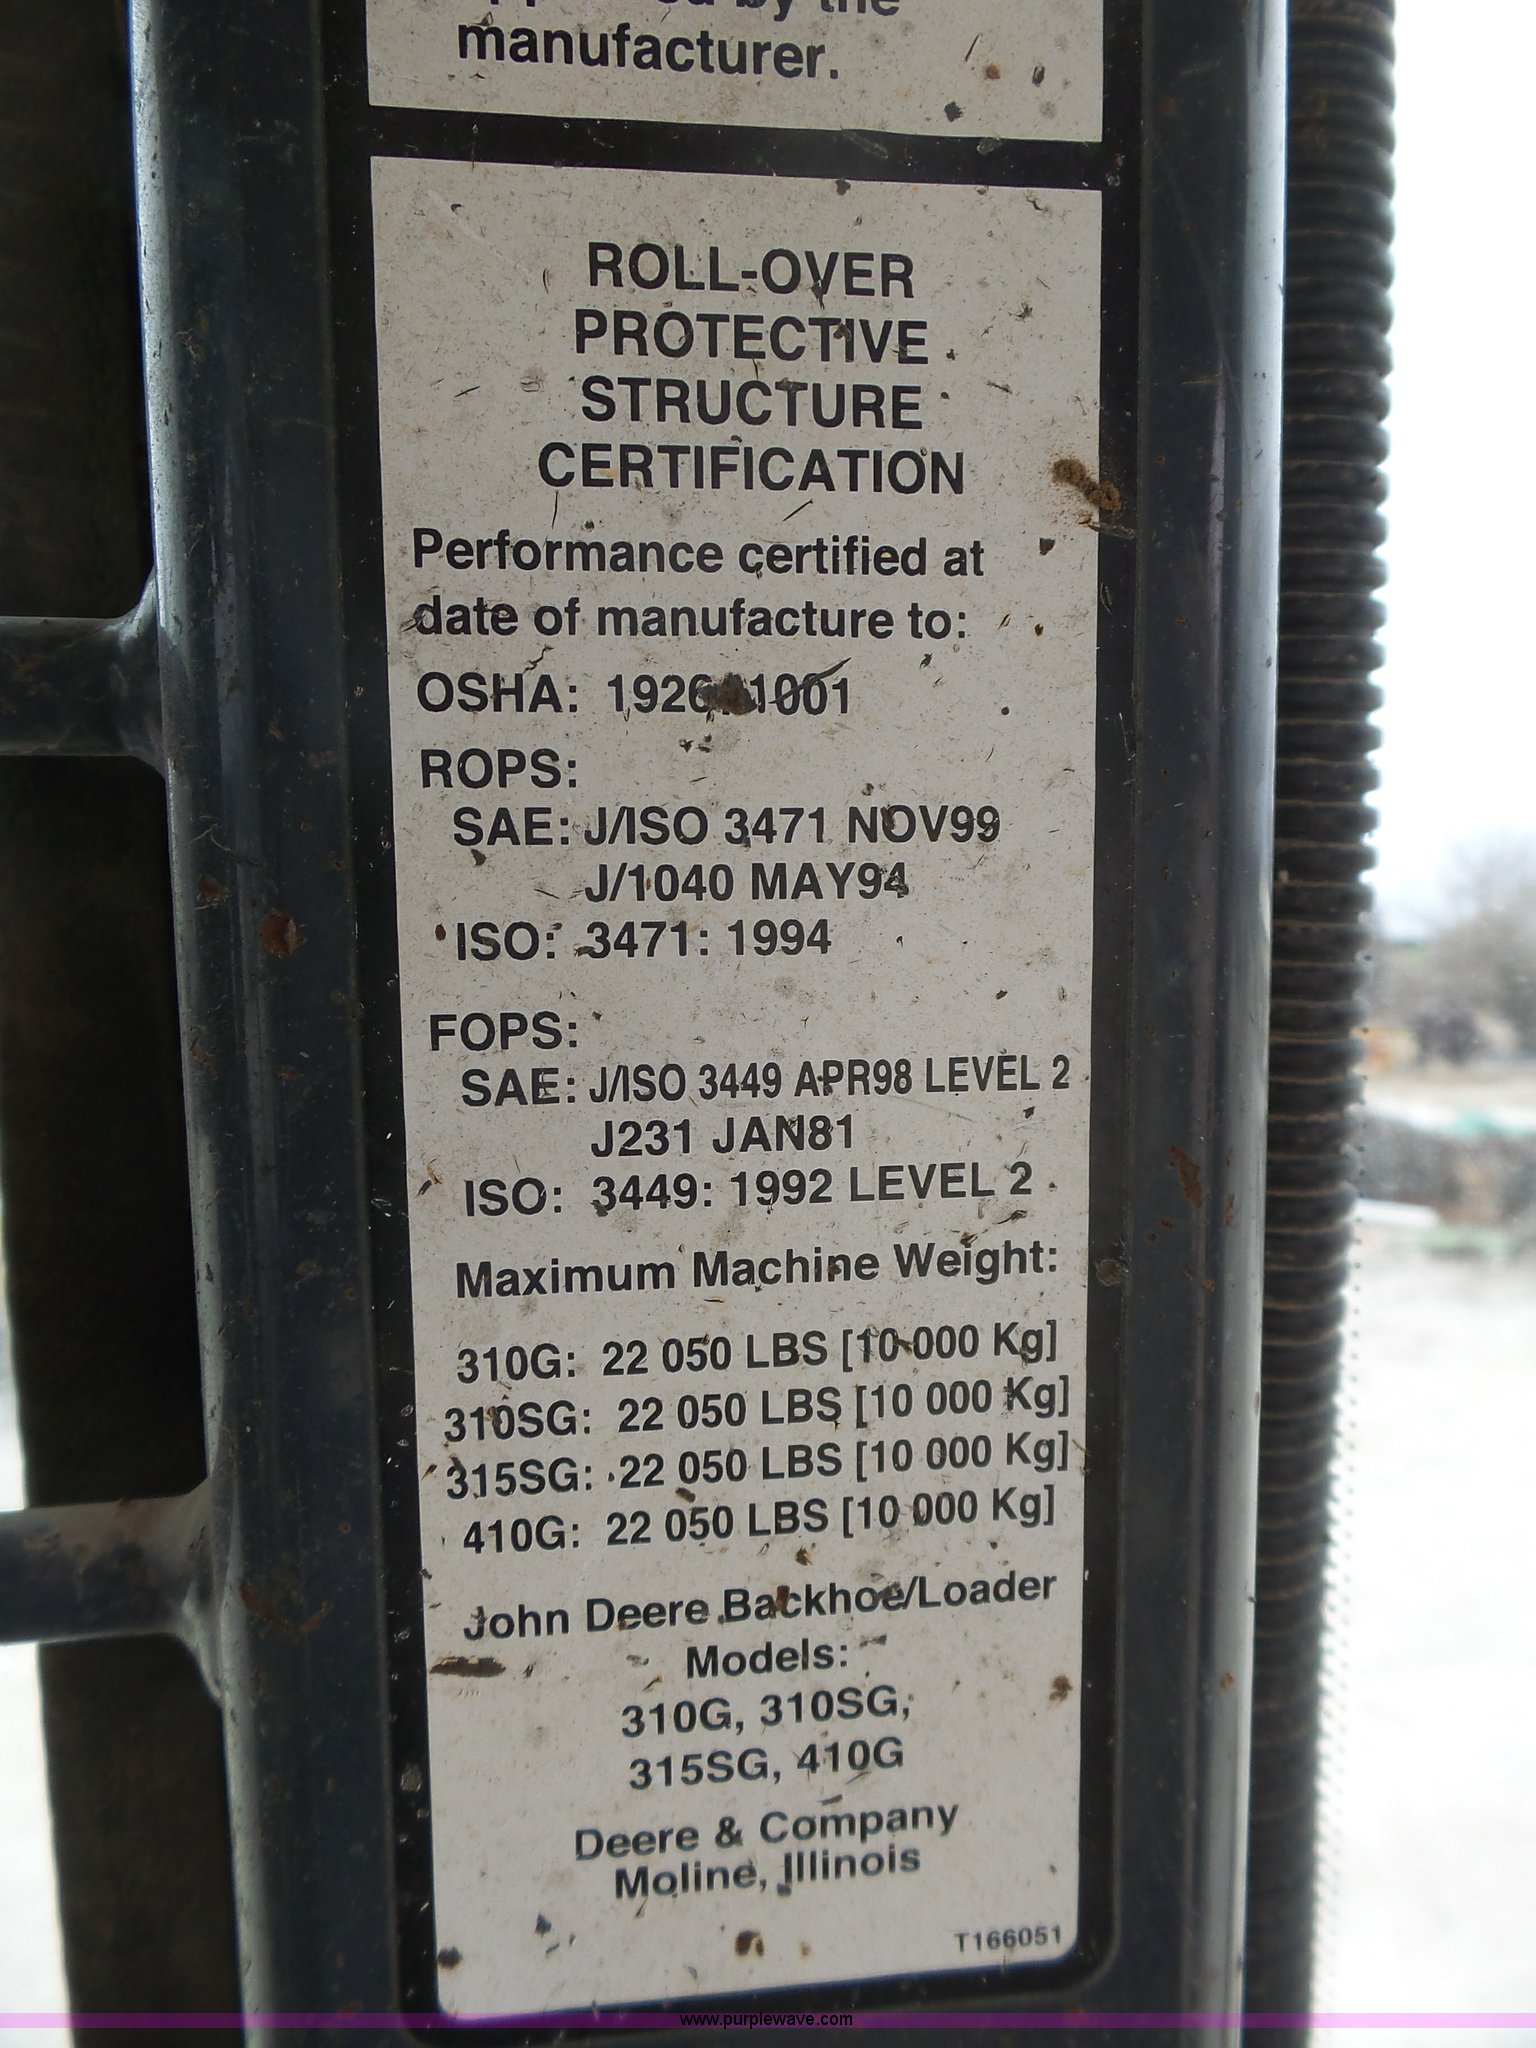 by the
manufacturer.
ROLL-OVER
PROTECTIVE
STRUCTURE
CERTIFICATION
Performance certified at
date of manufacture to:
OSHA:
ROPS:
SAE: J/ISO 3471 NOV99
J/1040 MAY94
ISO: 3471: 1994
FOPS:
SAE: J/ISO 3449 APR98 LEVEL 2
J231 JAN81
ISO: 3449: 1992 LEVEL 2
Maximum Machine Weight:
310G: 22 050 LBS [10 000 Kg]
310SG: 22 050 LBS [10 000 Kg]
315SG: 22 050 LBS [10 000 Kg]
410G: 22 050 LBS [10 000 Kg]
John Deere Backhoe/Loader
Models:
310G, 310SG,
315SG, 410G
Deere & Company
Moline, Illinois
T166051
www.purplewave.com